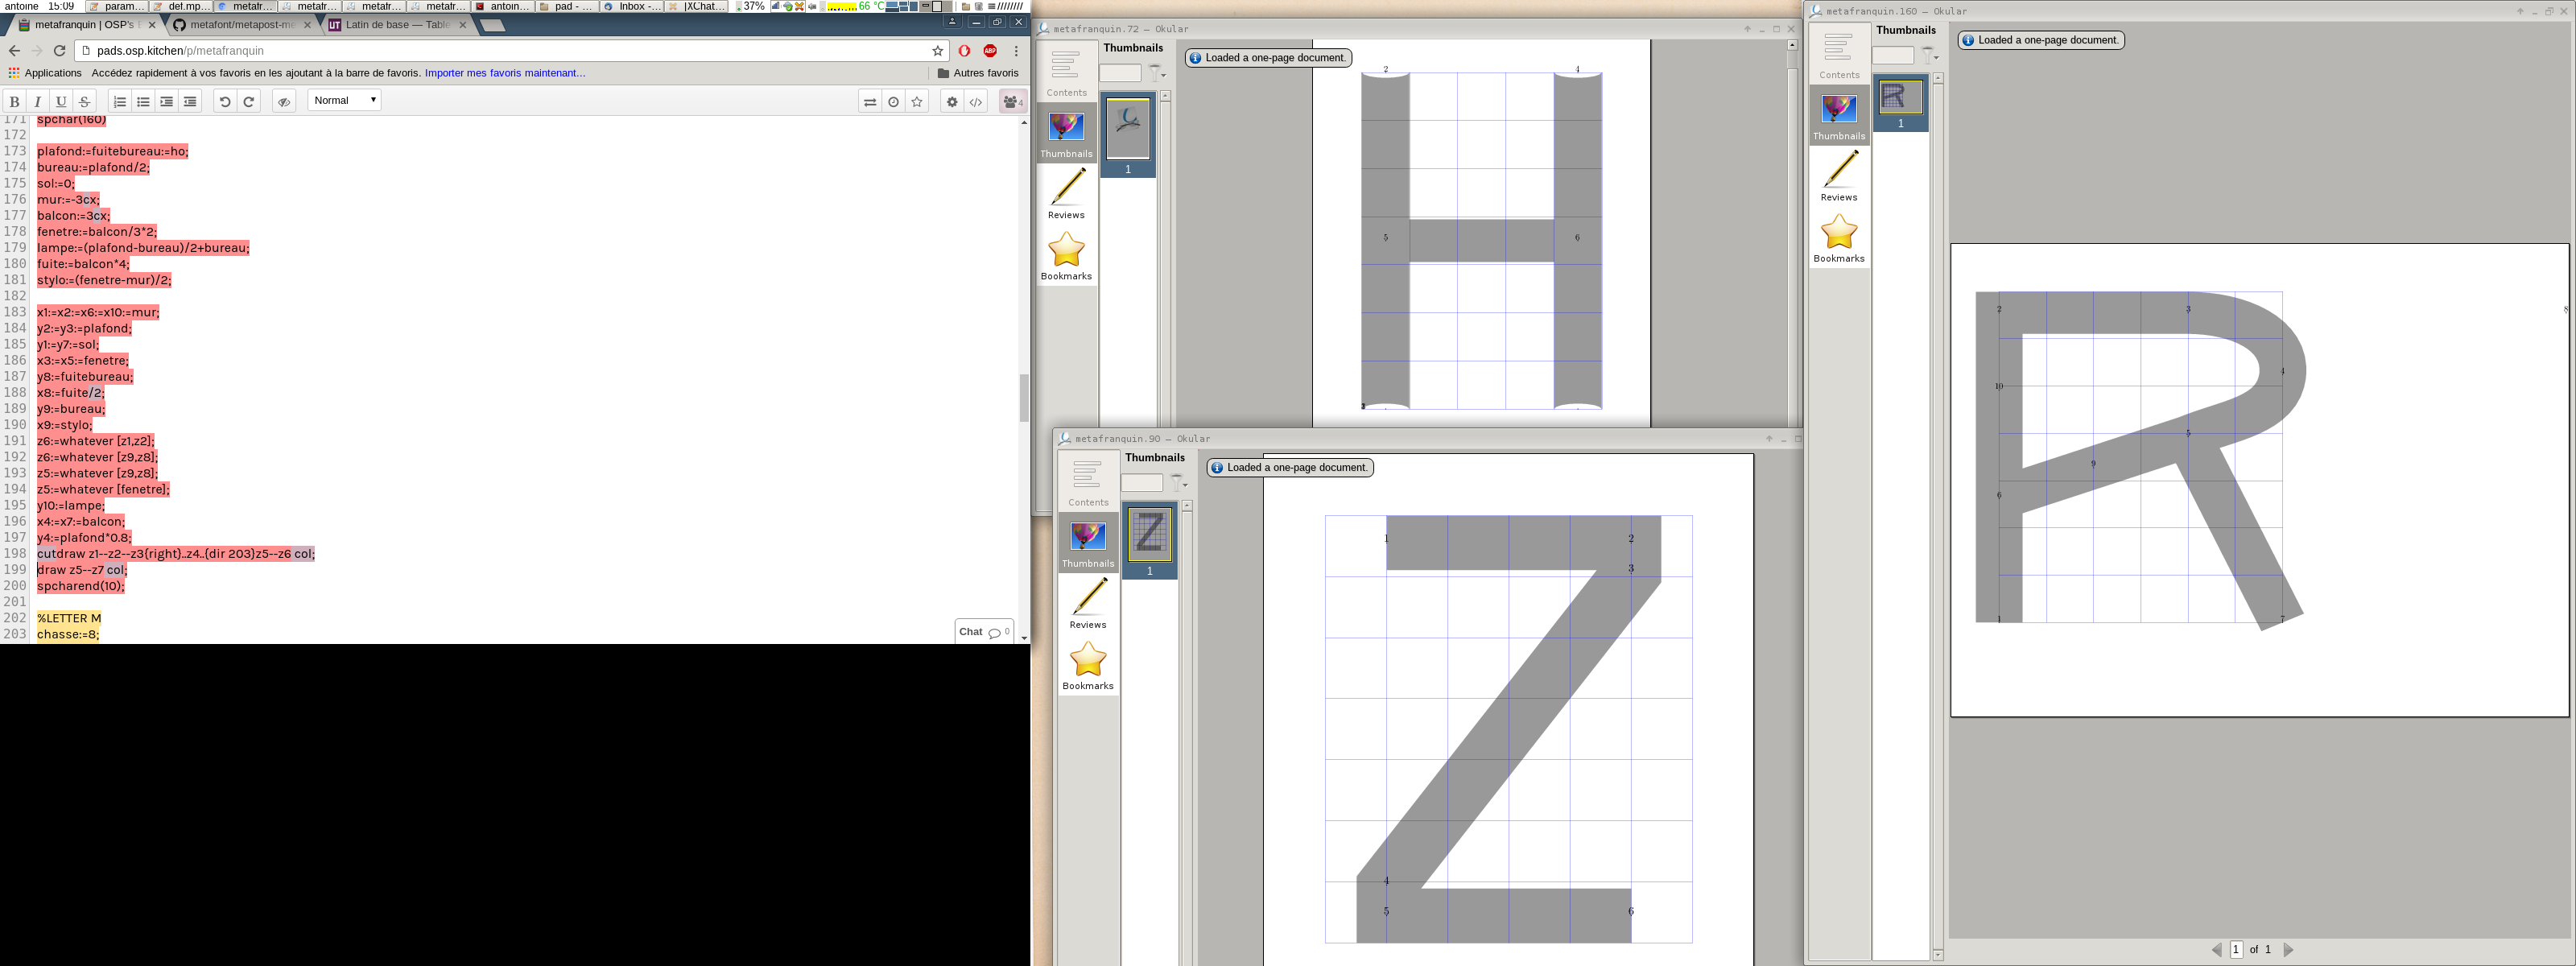 antoine 15:09 param... def.mp... metafr... metafr... metafr... metafr... antoin... pad - ... Inbox -... |XChat... 37% 66 °C
metafranquin | OSP's metafont/metapost-me Latin de base — Table
pads.osp.kitchen/p/metafranquin
Applications Accédez rapidement à vos favoris en les ajoutant à la barre de favoris. Importer mes favoris maintenant... Autres favoris
B I U S Normal 4
171 spchar(160)
172
173 plafond:=fuitebureau:=ho;
174 bureau:=plafond/2;
175 sol:=0;
176 mur:=-3cx;
177 balcon:=3cx;
178 fenetre:=balcon/3*2;
179 lampe:=(plafond-bureau)/2+bureau;
180 fuite:=balcon*4;
181 stylo:=(fenetre-mur)/2;
182
183 x1:=x2:=x6:=x10:=mur;
184 y2:=y3:=plafond;
185 y1:=y7:=sol;
186 x3:=x5:=fenetre;
187 y8:=fuitebureau;
188 x8:=fuite/2;
189 y9:=bureau;
190 x9:=stylo;
191 z6:=whatever [z1,z2];
192 z6:=whatever [z9,z8];
193 z5:=whatever [z9,z8];
194 z5:=whatever [fenetre];
195 y10:=lampe;
196 x4:=x7:=balcon;
197 y4:=plafond*0.8;
198 cutdraw z1--z2--z3{right}..z4..{dir 203}z5--z6 col;
199 draw z5--z7 col;
200 spcharend(10);
201
202 %LETTER M
203 chasse:=8;
Chat 0
metafranquin.72 — Okular
Thumbnails
Loaded a one-page document.
Contents
Thumbnails
Reviews
Bookmarks
1
2 4
5 6
metafranquin.90 — Okular
Thumbnails
Loaded a one-page document.
Contents
Thumbnails
Reviews
Bookmarks
1
1 2
3
4
5 6
metafranquin.160 — Okular
Thumbnails
Loaded a one-page document.
Contents
Thumbnails
Reviews
Bookmarks
1
2 3 8
10 4
5
9
6
1 7
1 of 1